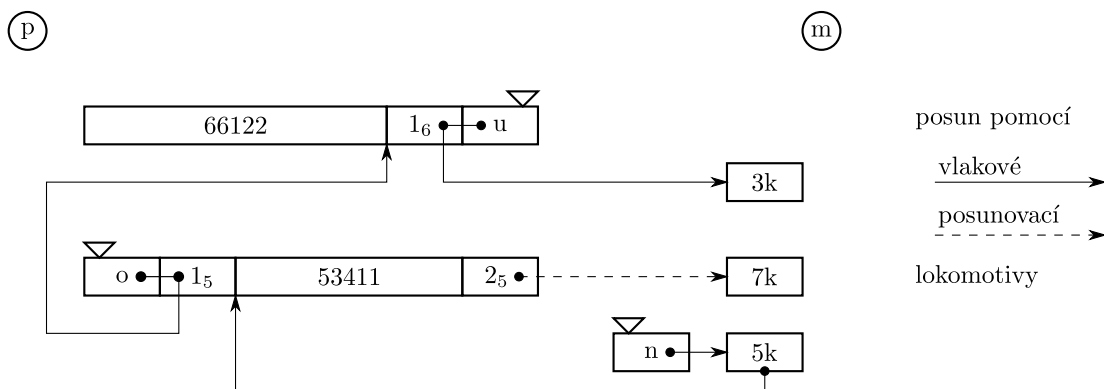 p m
66122 1₆ u
posun pomocí
vlakové
3k
posunovací
o 1₅ 53411 2₅ 7k
lokomotivy
n 5k